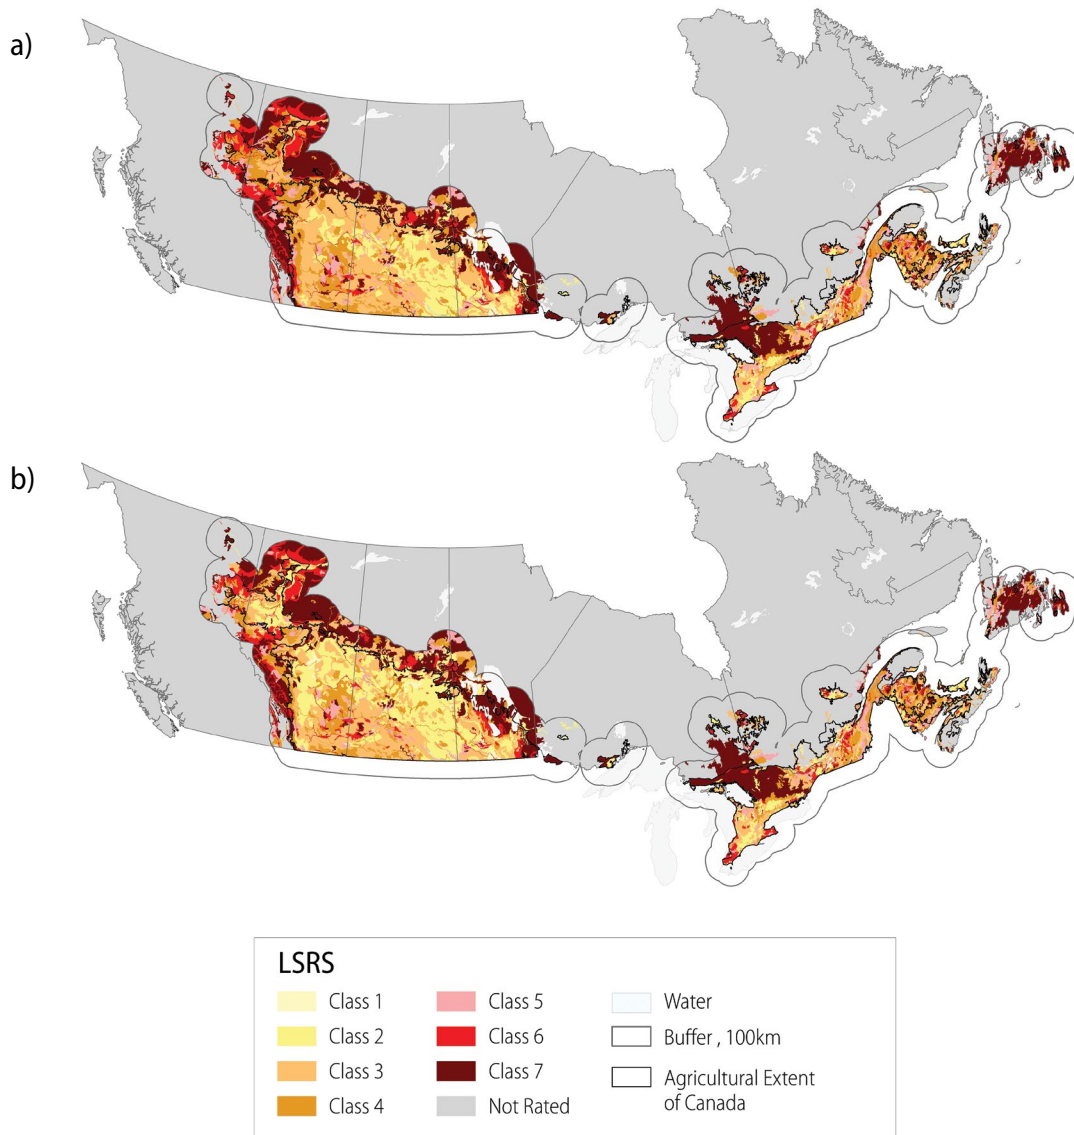 a)
b)
LSRS
Class 1
Class 2
Class 3
Class 4
Class 5
Class 6
Class 7
Not Rated
Water
Buffer , 100km
Agricultural Extent
of Canada